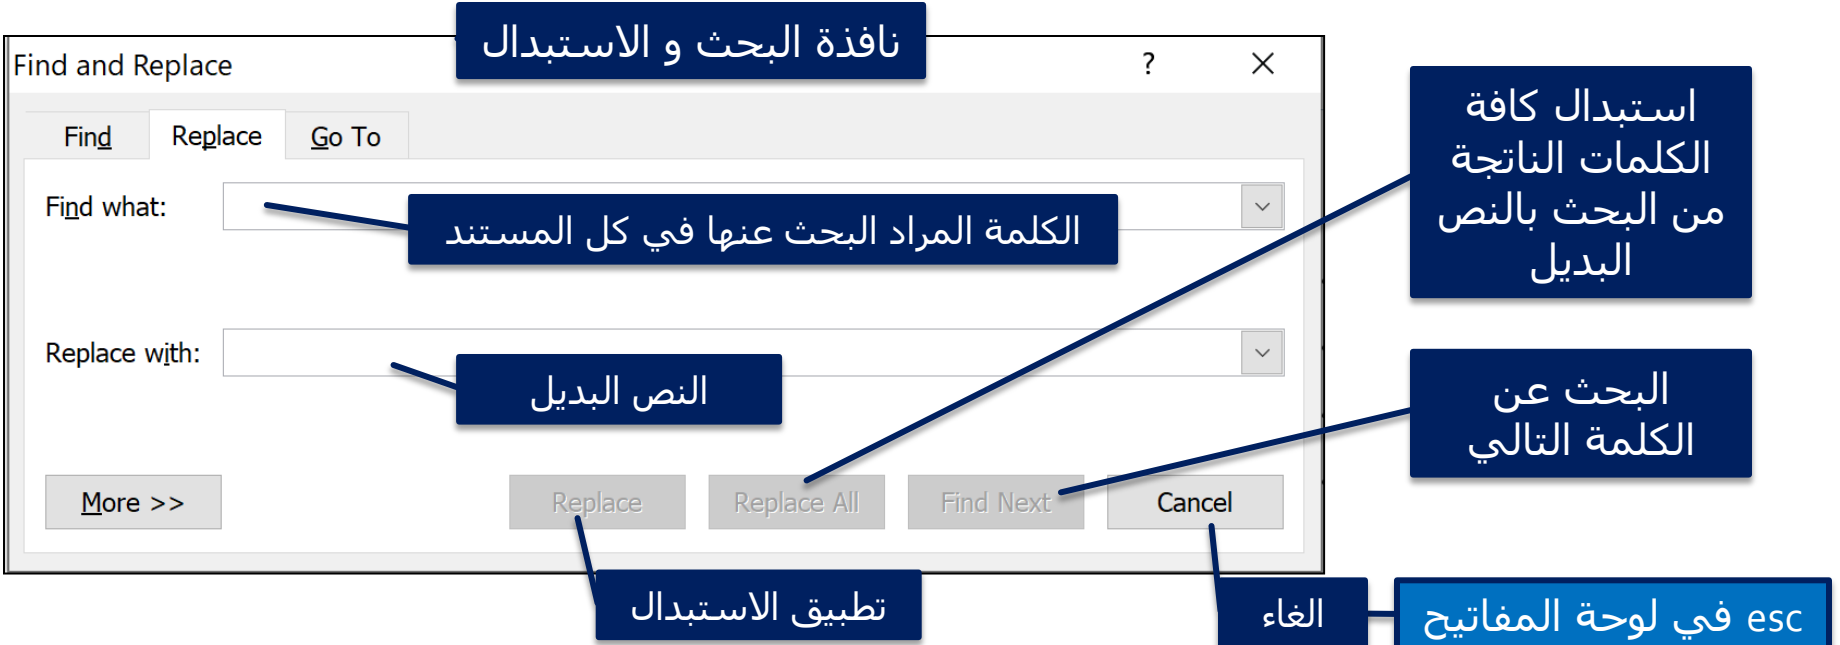 نافذة البحث و الاستبدال
Find and Replace
?
Find
Replace
Go To
استبدال كافة
الكلمات الناتجة
من البحث بالنص
البديل
Find what:
الكلمة المراد البحث عنها في كل المستند
Replace with:
النص البديل
البحث عن
الكلمة التالي
More >>
Replace
Replace All
Find Next
Cancel
تطبيق الاستبدال
الغاء
esc في لوحة المفاتيح